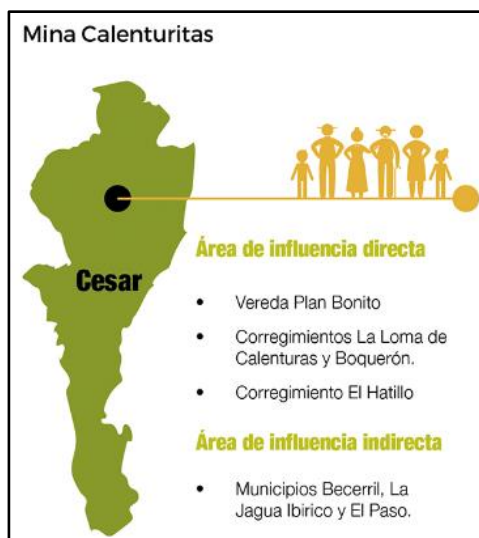 Mina Calenturitas
Cesar
Área de influencia directa
• Vereda Plan Bonito
• Corregimientos La Loma de
Calenturas y Boquerón.
• Corregimiento El Hatillo
Área de influencia indirecta
• Municipios Becerril, La
Jagua Ibirico y El Paso.